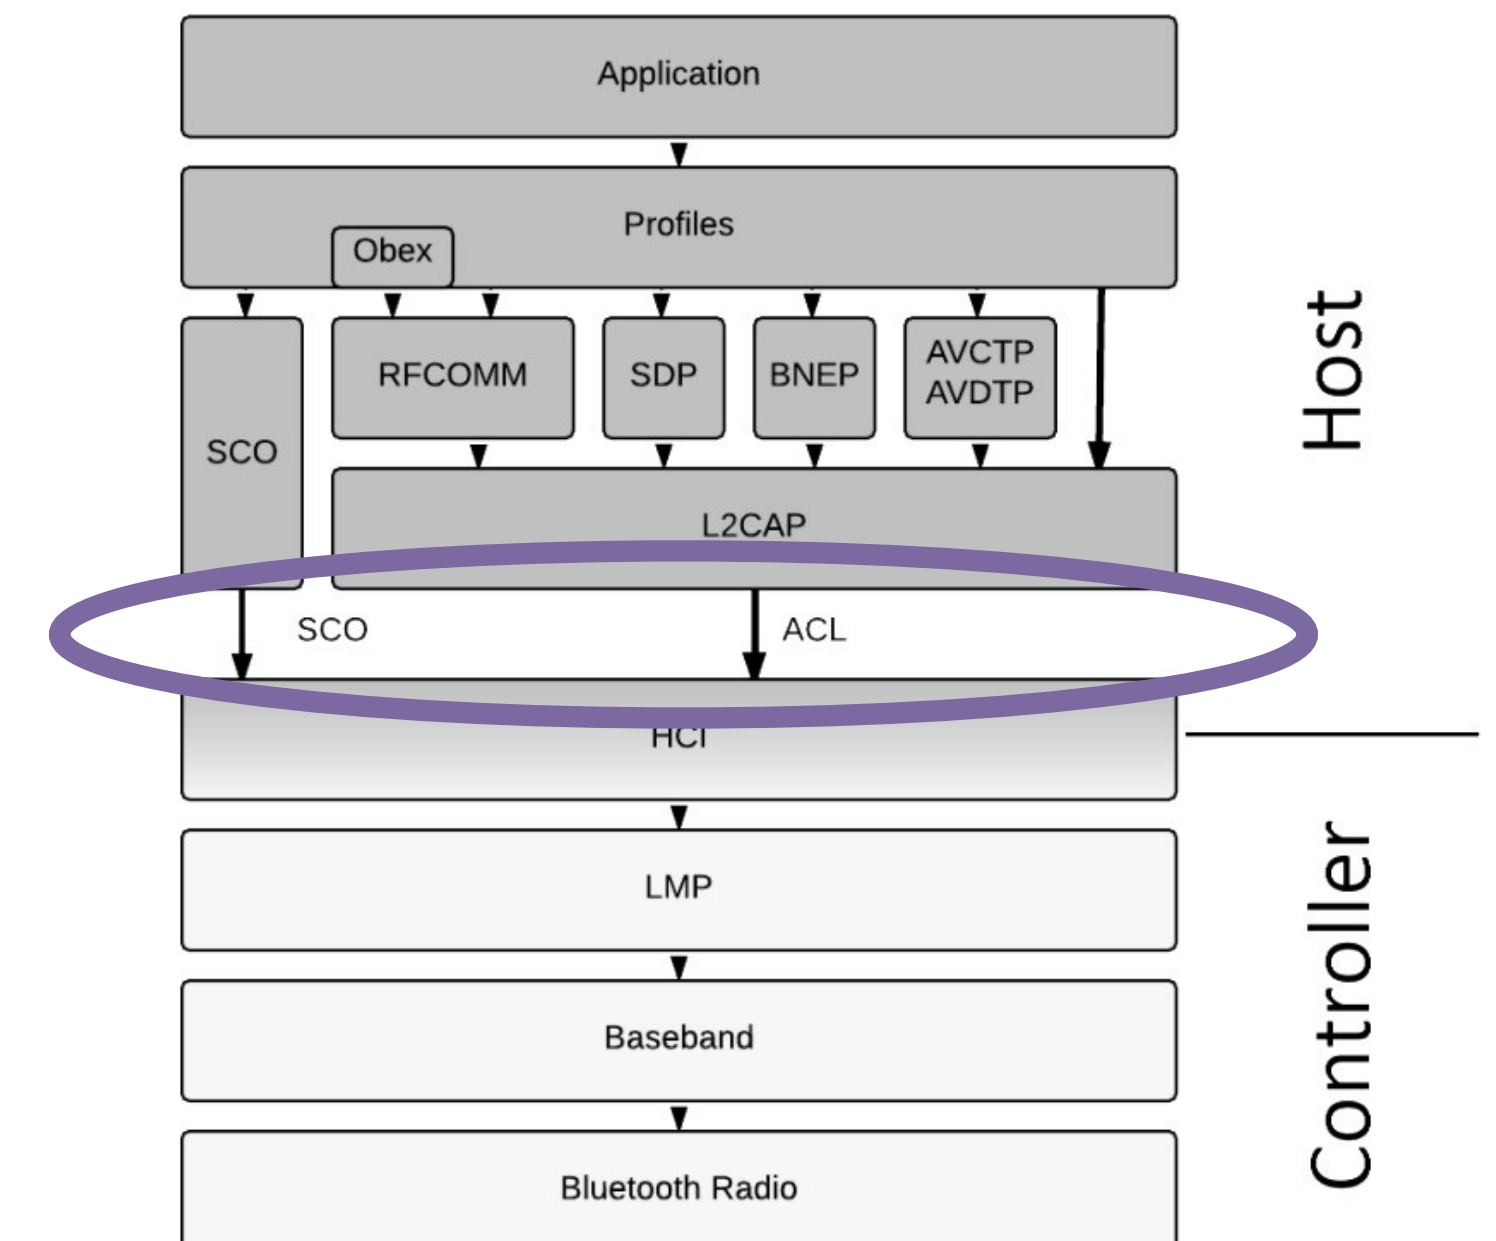 Application
Profiles
Obex
SCO
RFCOMM
SDP
BNEP
AVCTP
AVDTP
L2CAP
SCO
ACL
HCI
LMP
Baseband
Bluetooth Radio
Host
Controller